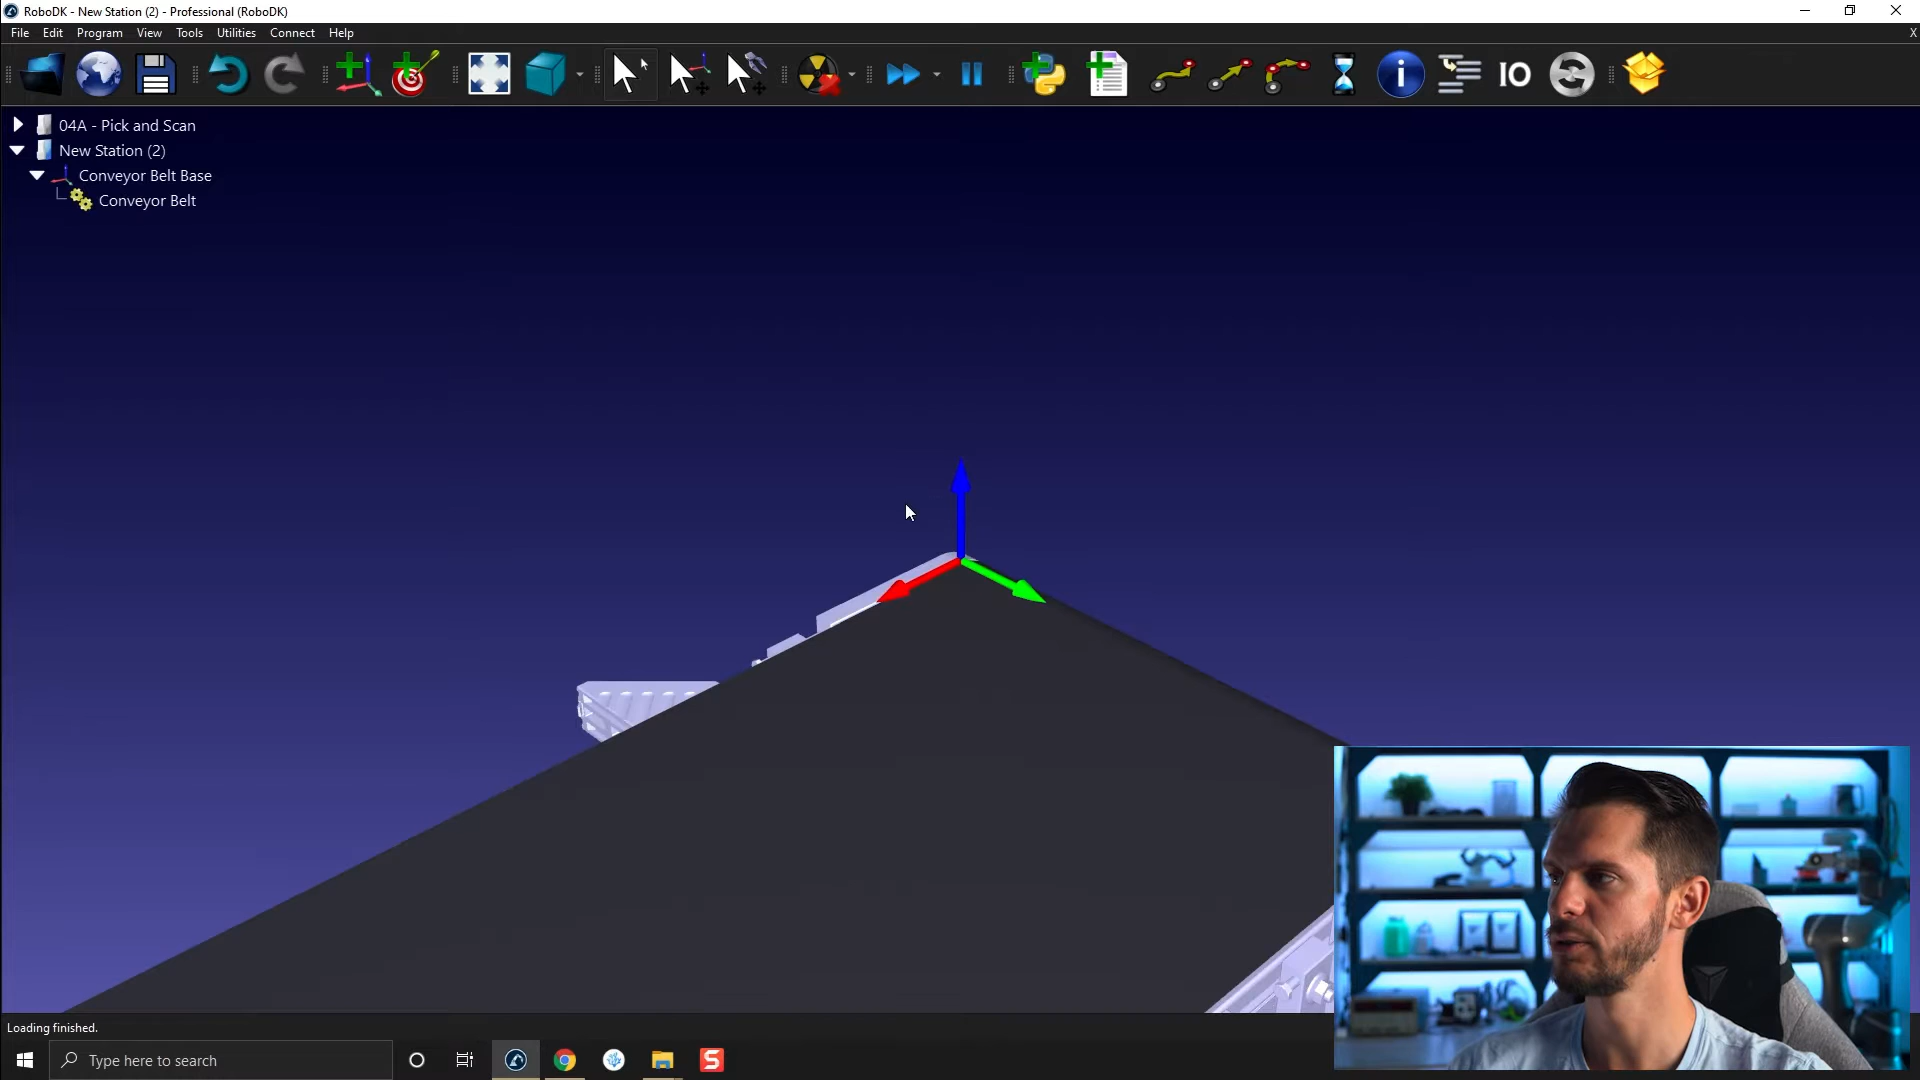 RoboDK - New Station (2) - Professional (RoboDK)
File Edit Program View Tools Utilities Connect Help X
IO
04A - Pick and Scan
New Station (2)
Conveyor Belt Base
Conveyor Belt
Loading finished.
Type here to search